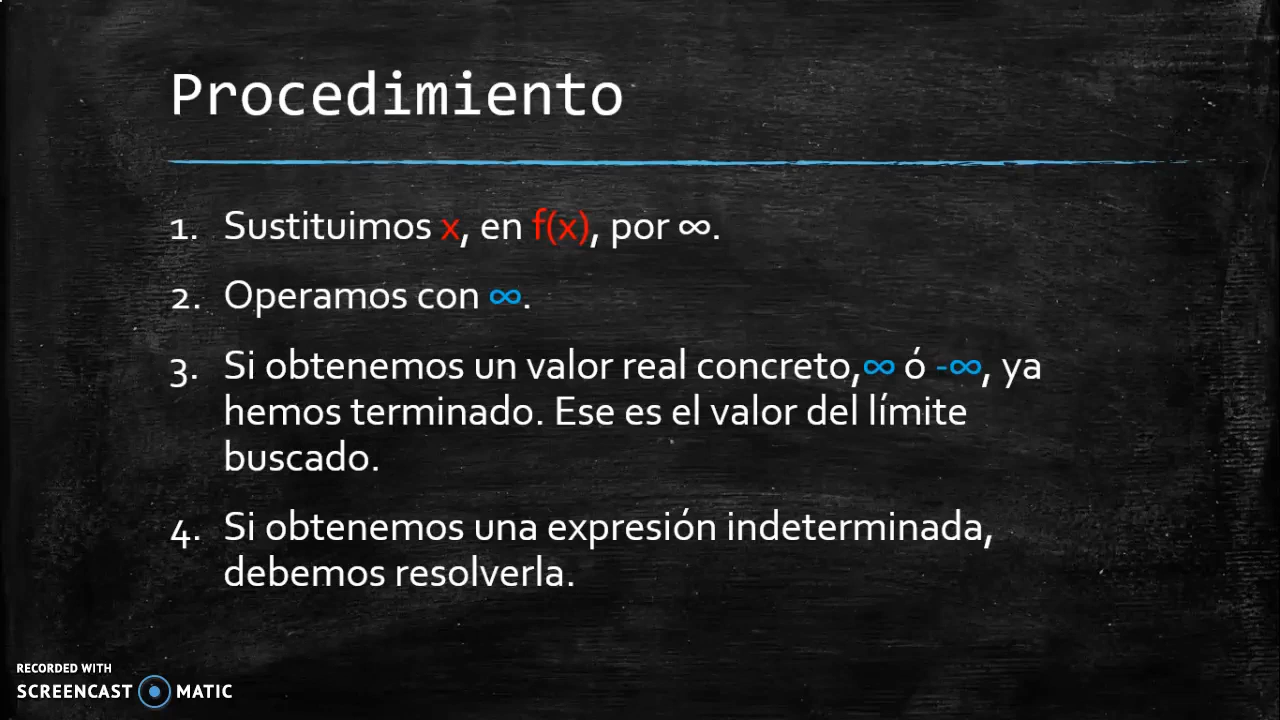 Procedimiento
1. Sustituimos x, en f(x), por ∞.
2. Operamos con ∞.
3. Si obtenemos un valor real concreto,∞ ó -∞, ya
hemos terminado. Ese es el valor del límite
buscado.
4. Si obtenemos una expresión indeterminada,
debemos resolverla.
RECORDED WITH
SCREENCAST MATIC